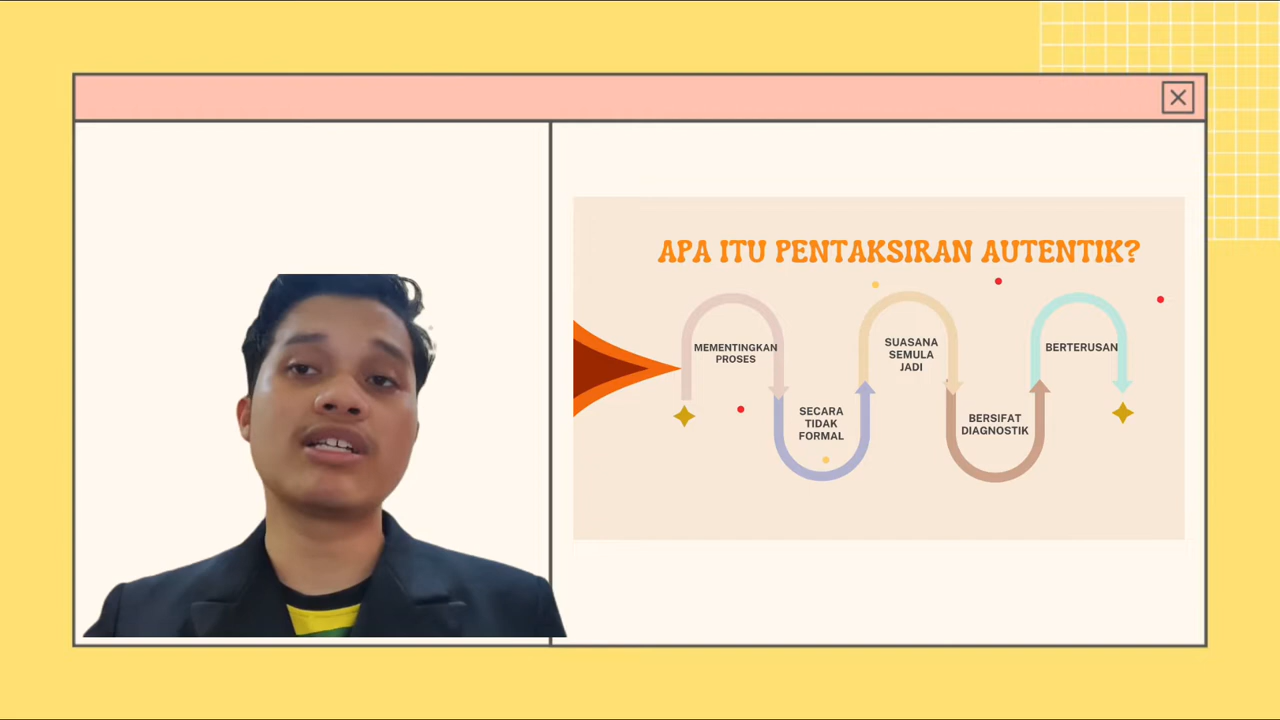 APA ITU PENTAKSIRAN AUTENTIK?
MEMENTINGKAN
PROSES
SECARA
TIDAK
FORMAL
SUASANA
SEMULA
JADI
BERSIFAT
DIAGNOSTIK
BERTERUSAN